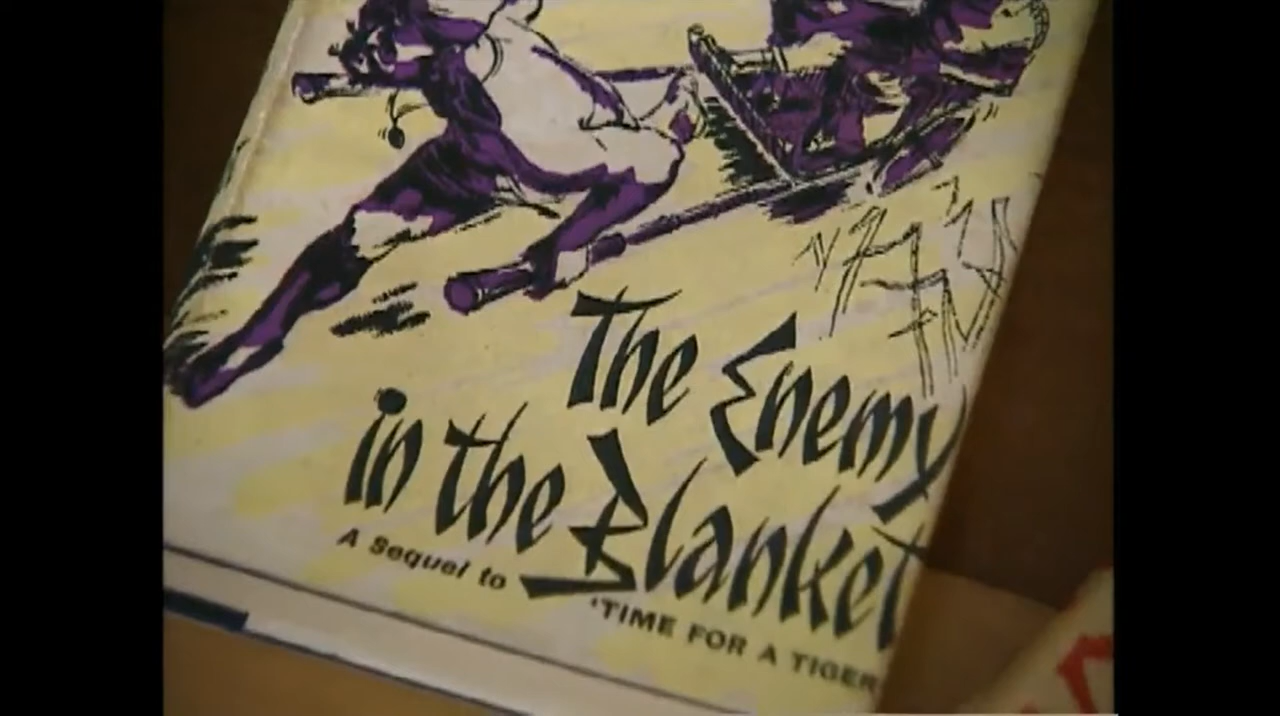 The Enemy
in the Blanket
A Sequel to
'TIME FOR A TIGER